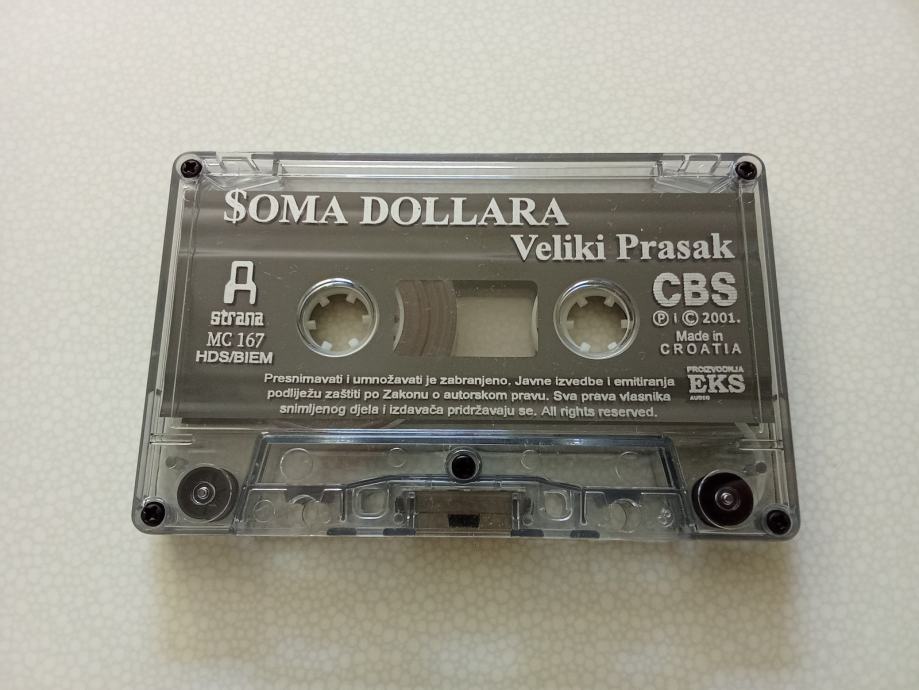 $OMA DOLLARA
Veliki Prasak
A
strana
MC 167
HDS/BIEM
CBS
Ⓟ i © 2001.
Made in
CROATIA
PROIZVODNJA
EKS
AUDIO
Presnimavati i umnožavati je zabranjeno, Javne izvedbe i emitiranja
podliježu zaštiti po Zakonu o autorskom pravu. Sva prava vlasnika
snimljenog djela i izdavača pridržavaju se. All rights reserved.